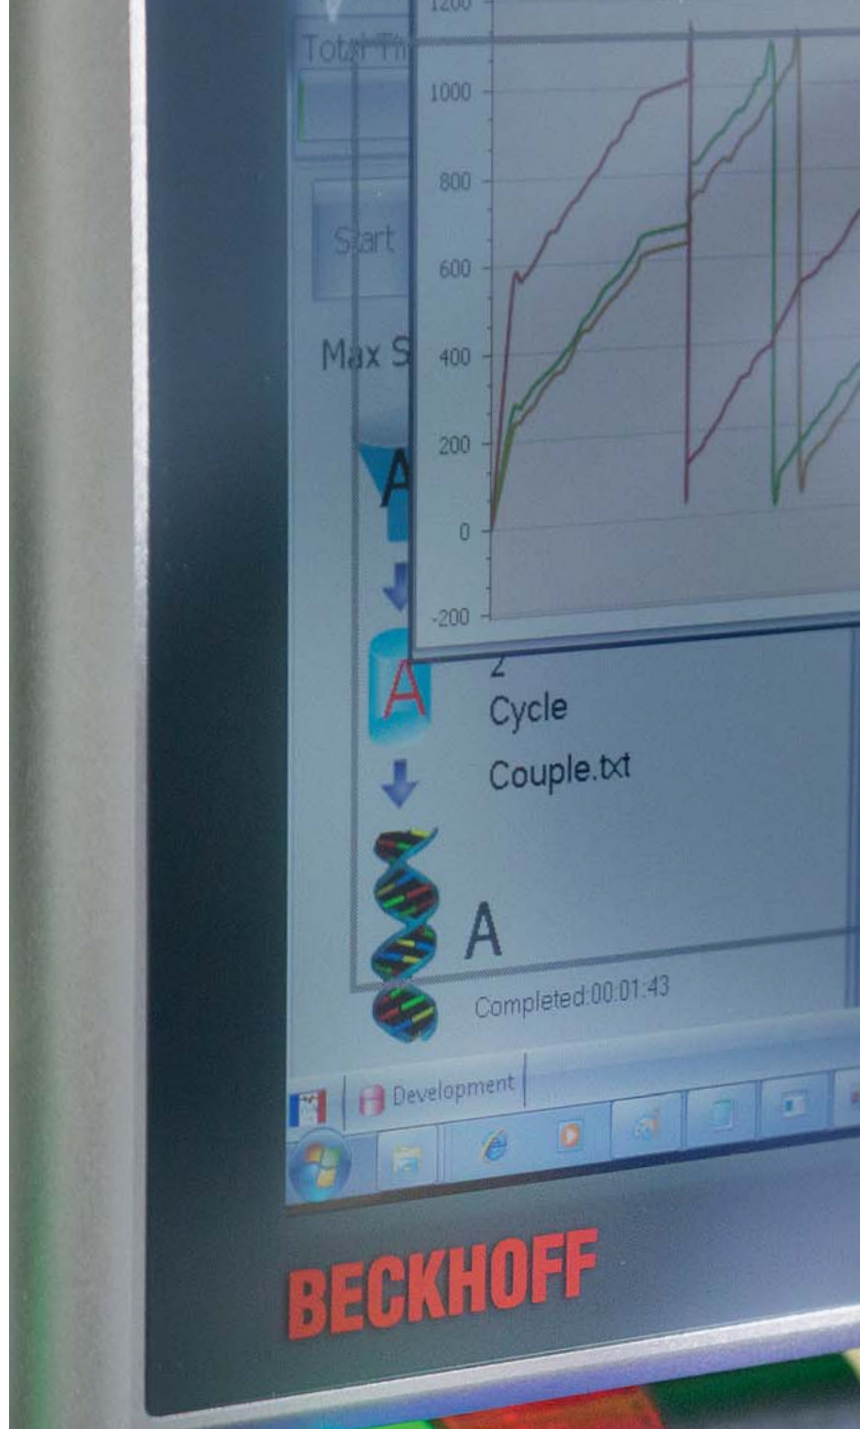 1200
Total Ti
1000
800
Start
600
Max S
400
A
200
0
-200
A
2
Cycle
Couple.txt
A
Completed:00:01:43
Development
BECKHOFF